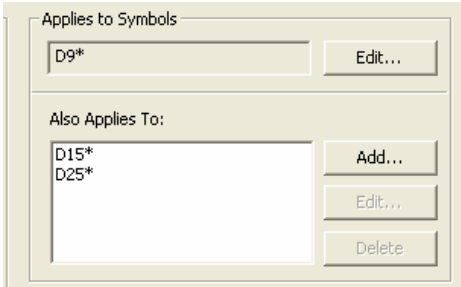 Applies to Symbols
D9*
Edit...
Also Applies To:
D15*
Add...
D25*
Edit...
Delete